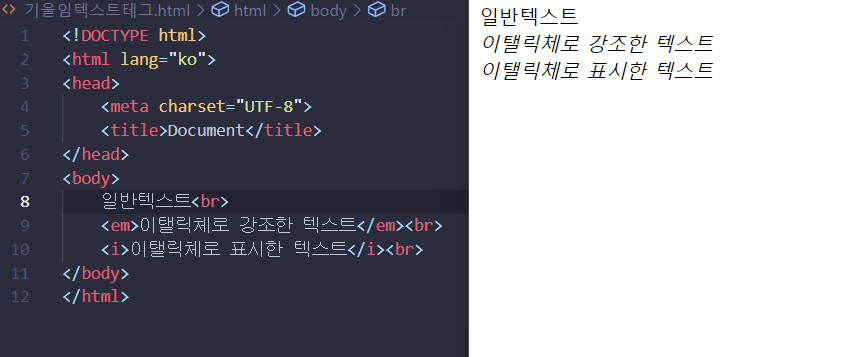 <> 기울임텍스트테그.html > html > body > br
1 <!DOCTYPE html>
2 <html lang="ko">
3 <head>
4 <meta charset="UTF-8">
5 <title>Document</title>
6 </head>
7 <body>
8 일반텍스트<br>
9 <em>이탤릭체로 강조한 텍스트</em><br>
10 <i>이탤릭체로 표시한 텍스트</i><br>
11 </body>
12 </html>
일반텍스트
이탤릭체로 강조한 텍스트
이탤릭체로 표시한 텍스트